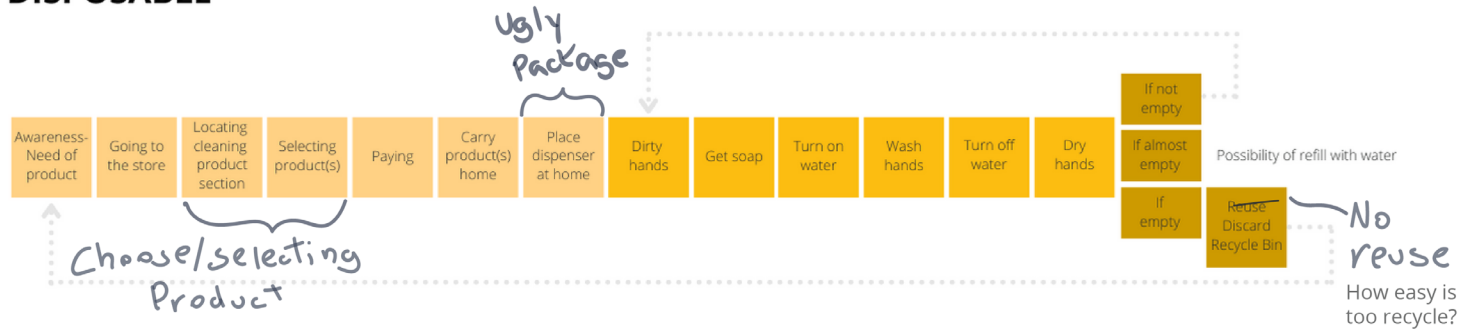 DISPOSABLE
Ugly
Package
Awareness-
Need of
product
Going to
the store
Locating
cleaning
product
section
Selecting
product(s)
Paying
Carry
product(s)
home
Place
dispenser
at home
Dirty
hands
Get soap
Turn on
water
Wash
hands
Turn off
water
Dry
hands
If not
empty
If almost
empty
Possibility of refill with water
If
empty
Reuse
Discard
Recycle Bin
No
reuse
How easy is
too recycle?
Choose/selecting
Product